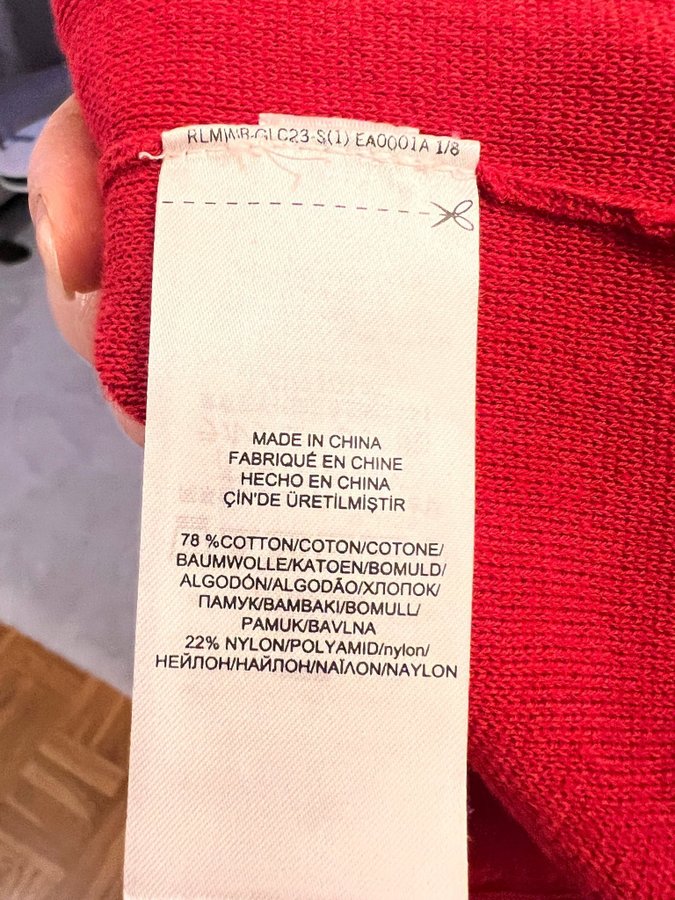 RLMWB-GLC23-S(1) EA0001A 1/8
MADE IN CHINA
FABRIQUÉ EN CHINE
HECHO EN CHINA
ÇİN'DE ÜRETİLMİŞTİR
78 %COTTON/COTON/COTONE/
BAUMWOLLE/KATOEN/BOMULD/
ALGODÓN/ALGODÃO/ХЛОПОК/
ПАМУК/ΒΑΜΒΑΚΙ/BOMULL/
PAMUK/BAVLNA
22% NYLON/POLYAMID/nylon/
НЕЙЛОН/НАЙЛОН/ΝΑΪΛΟΝ/NAYLON